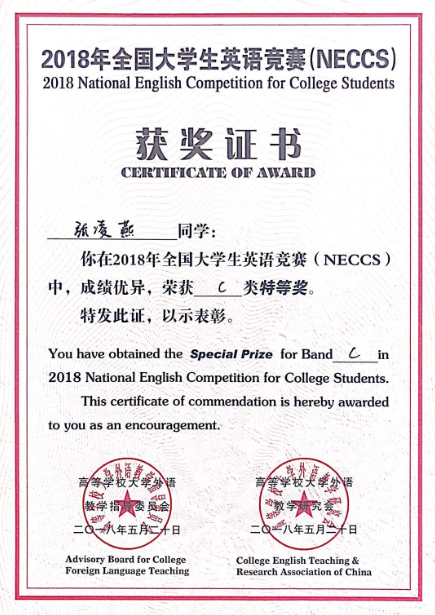 2018年全国大学生英语竞赛(NECCS)
2018 National English Competition for College Students
获奖证书
CERTIFICATE OF AWARD
张凌燕同学:
你在2018年全国大学生英语竞赛(NECCS)
中,成绩优异,荣获 C 类特等奖。
特发此证,以示表彰。
You have obtained the Special Prize for Band C in
2018 National English Competition for College Students.
This certificate of commendation is hereby awarded
to you as an encouragement.
高等学校大学外语
教学指导委员会
二〇一八年五月二十日
Advisory Board for College
Foreign Language Teaching
高等学校大学外语
教学研究会
二〇一八年五月二十日
College English Teaching &
Research Association of China